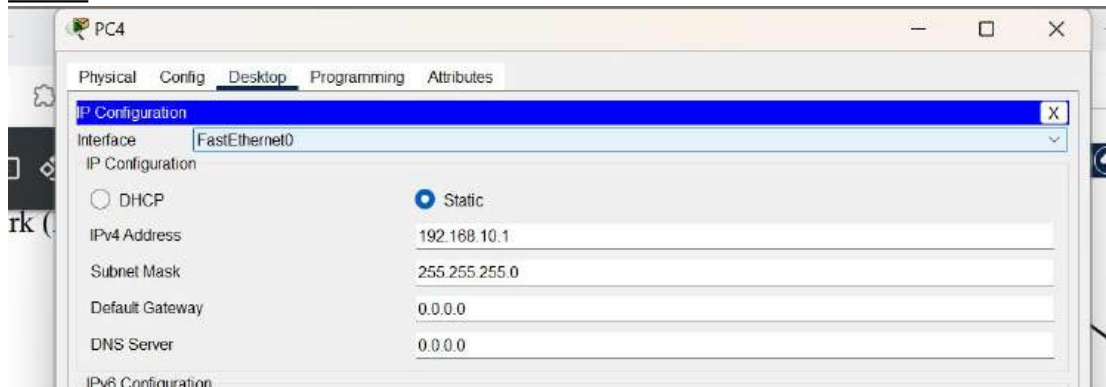 PC4
Physical Config Desktop Programming Attributes
IP Configuration X
Interface FastEthernet0
IP Configuration
DHCP Static
rk (
IPv4 Address 192.168.10.1
Subnet Mask 255.255.255.0
Default Gateway 0.0.0.0
DNS Server 0.0.0.0
IPv6 Configuration